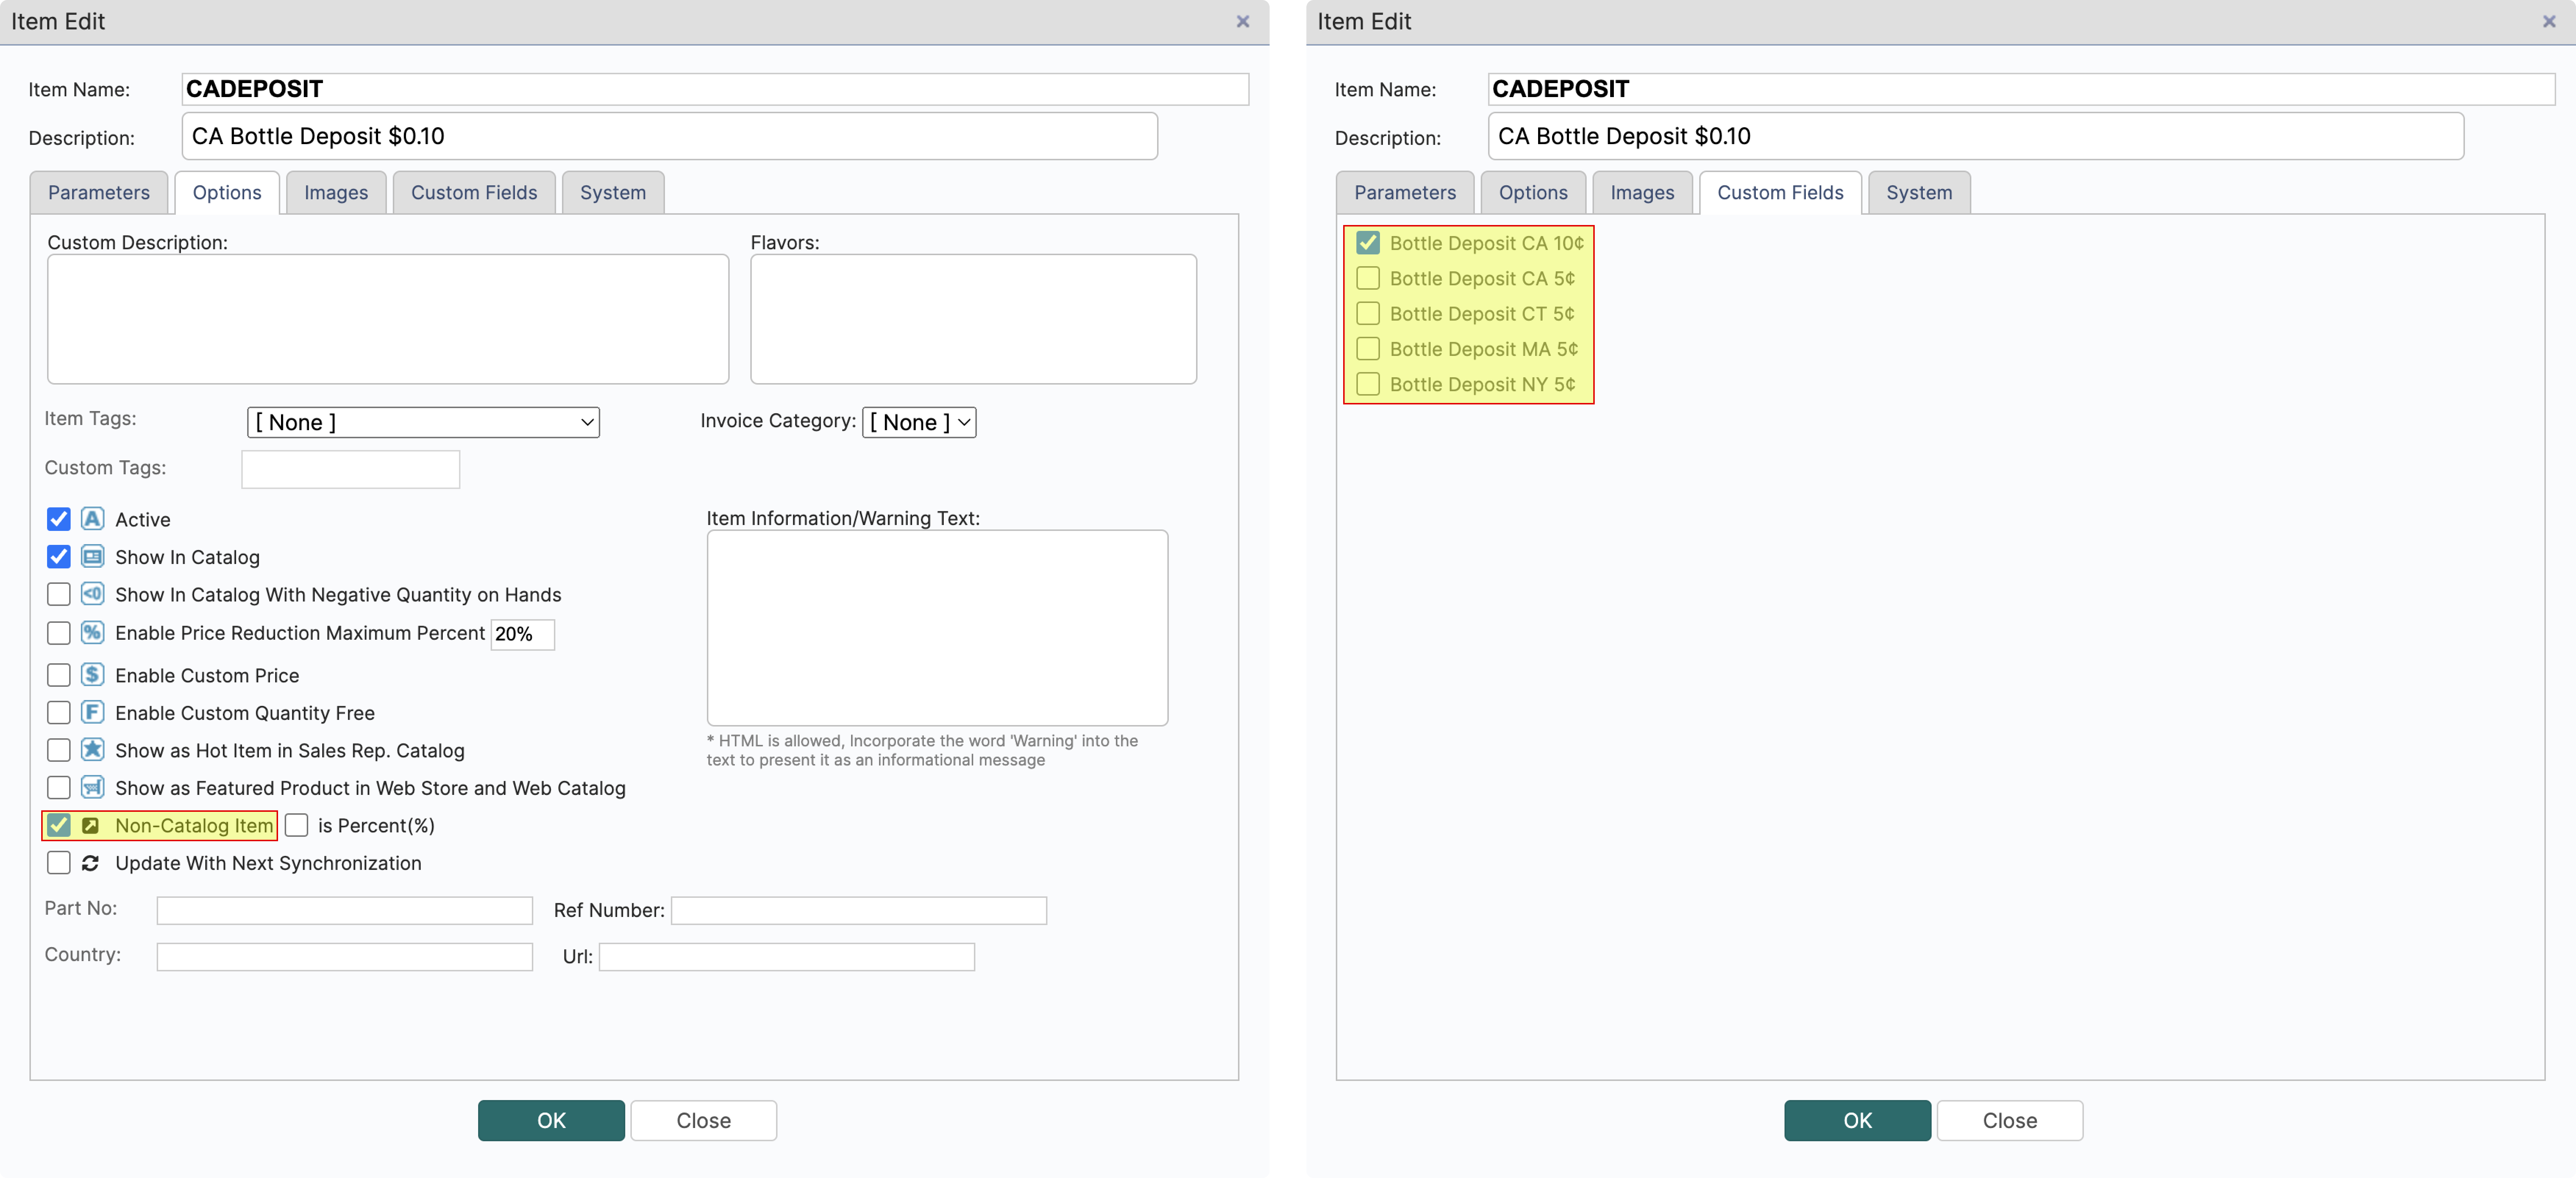 Item Edit
Item Name: CADEPOSIT
Description: CA Bottle Deposit $0.10
Parameters Options Images Custom Fields System
Custom Description: Flavors:
Item Tags: [ None ] Invoice Category: [ None ]
Custom Tags:
Active
Show In Catalog
Show In Catalog With Negative Quantity on Hands
Enable Price Reduction Maximum Percent 20%
Enable Custom Price
Enable Custom Quantity Free
Show as Hot Item in Sales Rep. Catalog
Show as Featured Product in Web Store and Web Catalog
Non-Catalog Item is Percent(%)
Update With Next Synchronization
Item Information/Warning Text:
* HTML is allowed, Incorporate the word 'Warning' into the
text to present it as an informational message
Part No: Ref Number:
Country: Url:
OK Close
Item Edit
Item Name: CADEPOSIT
Description: CA Bottle Deposit $0.10
Parameters Options Images Custom Fields System
Bottle Deposit CA 10¢
Bottle Deposit CA 5¢
Bottle Deposit CT 5¢
Bottle Deposit MA 5¢
Bottle Deposit NY 5¢
OK Close